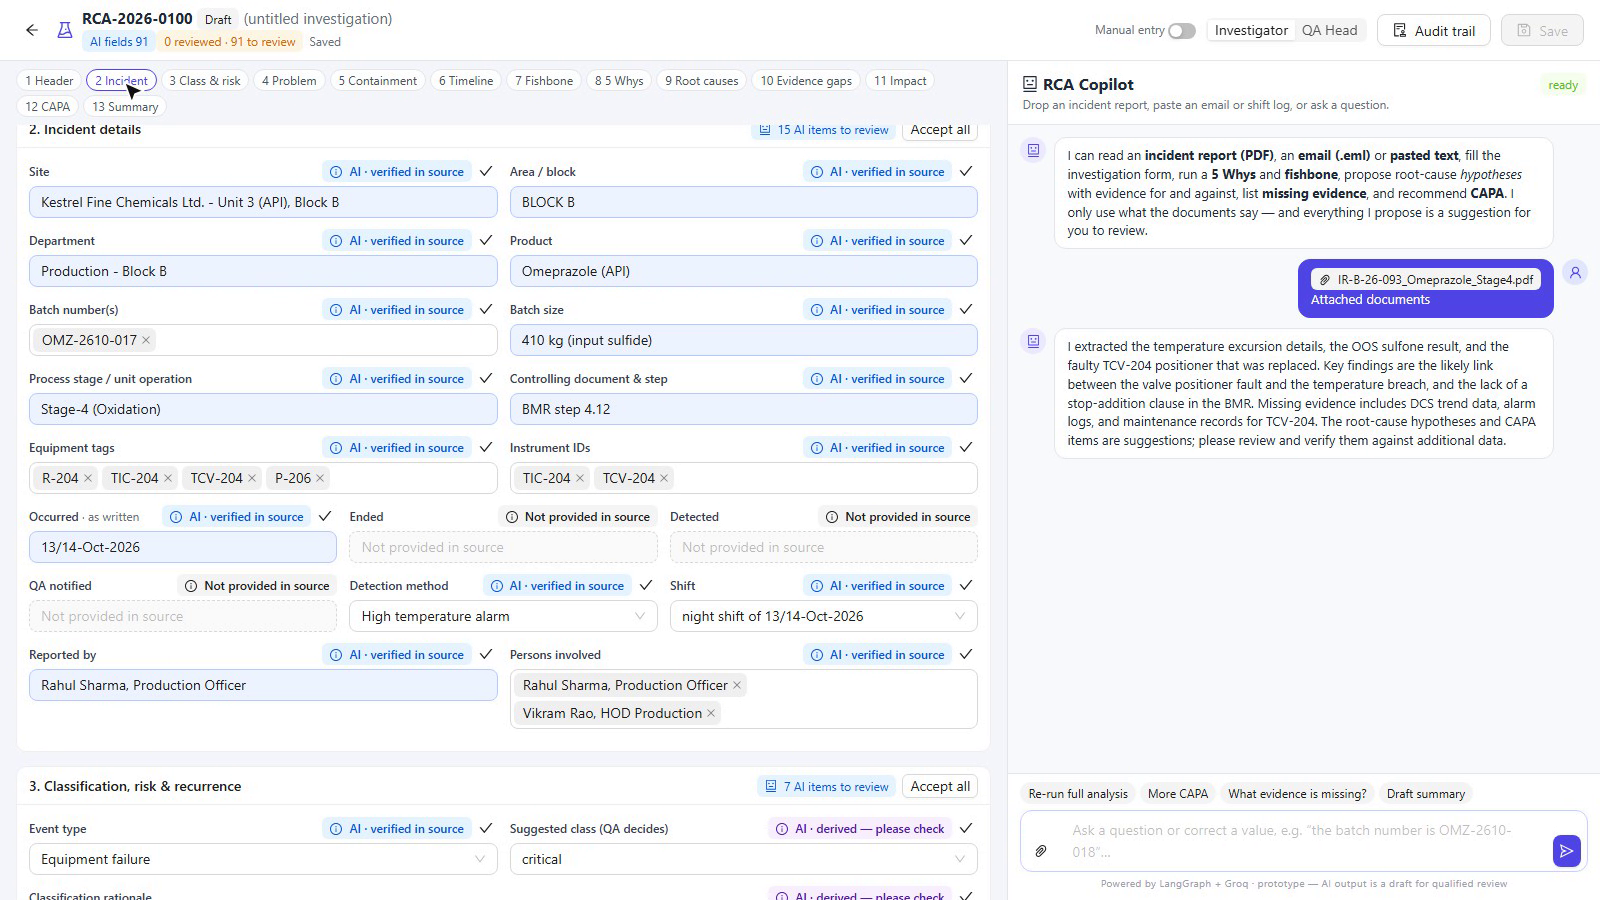 RCA-2026-0100 Draft (untitled investigation)
AI fields 91 0 reviewed · 91 to review Saved
Manual entry Investigator QA Head Audit trail Save
1 Header 2 Incident 3 Class & risk 4 Problem 5 Containment 6 Timeline 7 Fishbone 8 5 Whys 9 Root causes 10 Evidence gaps 11 Impact
12 CAPA 13 Summary
2. Incident details 15 AI items to review Accept all
Site AI · verified in source Area / block AI · verified in source
Kestrel Fine Chemicals Ltd. - Unit 3 (API), Block B BLOCK B
Department AI · verified in source Product AI · verified in source
Production - Block B Omeprazole (API)
Batch number(s) AI · verified in source Batch size AI · verified in source
OMZ-2610-017 410 kg (input sulfide)
Process stage / unit operation AI · verified in source Controlling document & step AI · verified in source
Stage-4 (Oxidation) BMR step 4.12
Equipment tags AI · verified in source Instrument IDs AI · verified in source
R-204 TIC-204 TCV-204 P-206 TIC-204 TCV-204
Occurred · as written AI · verified in source Ended Not provided in source Detected Not provided in source
13/14-Oct-2026 Not provided in source Not provided in source
QA notified Not provided in source Detection method AI · verified in source Shift AI · verified in source
Not provided in source High temperature alarm night shift of 13/14-Oct-2026
Reported by AI · verified in source Persons involved AI · verified in source
Rahul Sharma, Production Officer Rahul Sharma, Production Officer
Vikram Rao, HOD Production
3. Classification, risk & recurrence 7 AI items to review Accept all
Event type AI · verified in source Suggested class (QA decides) AI · derived — please check
Equipment failure critical
Classification rationale AI · derived — please check
RCA Copilot ready
Drop an incident report, paste an email or shift log, or ask a question.
I can read an incident report (PDF), an email (.eml) or pasted text, fill the
investigation form, run a 5 Whys and fishbone, propose root-cause hypotheses
with evidence for and against, list missing evidence, and recommend CAPA. I
only use what the documents say — and everything I propose is a suggestion for
you to review.
IR-B-26-093_Omeprazole_Stage4.pdf
Attached documents
I extracted the temperature excursion details, the OOS sulfone result, and the
faulty TCV-204 positioner that was replaced. Key findings are the likely link
between the valve positioner fault and the temperature breach, and the lack of a
stop-addition clause in the BMR. Missing evidence includes DCS trend data, alarm
logs, and maintenance records for TCV-204. The root-cause hypotheses and CAPA
items are suggestions; please review and verify them against additional data.
Re-run full analysis More CAPA What evidence is missing? Draft summary
Ask a question or correct a value, e.g. "the batch number is OMZ-2610-
018"...
Powered by LangGraph + Groq · prototype — AI output is a draft for qualified review